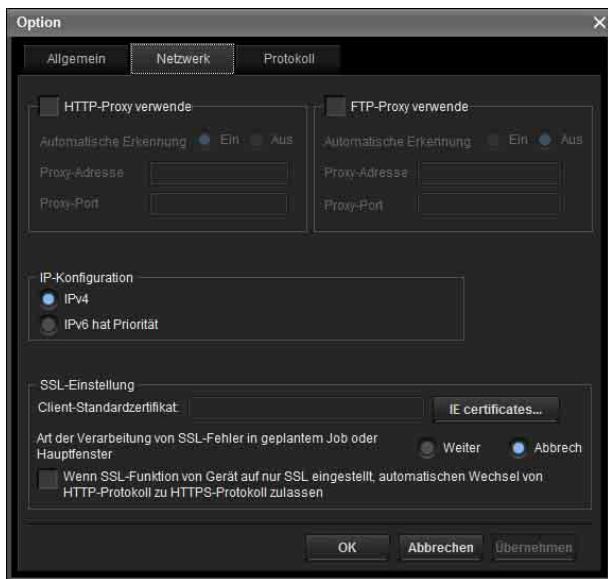 Option
Allgemein Netzwerk Protokoll
HTTP-Proxy verwende
Automatische Erkennung Ein Aus
Proxy-Adresse
Proxy-Port
FTP-Proxy verwende
Automatische Erkennung Ein Aus
Proxy-Adresse
Proxy-Port
IP-Konfiguration
IPv4
IPv6 hat Priorität
SSL-Einstellung
Client-Standardzertifikat: IE certificates...
Art der Verarbeitung von SSL-Fehler in geplantem Job oder
Hauptfenster
Weiter Abbrech
Wenn SSL-Funktion von Gerät auf nur SSL eingestellt, automatischen Wechsel von
HTTP-Protokoll zu HTTPS-Protokoll zulassen
OK Abbrechen Übernehmen